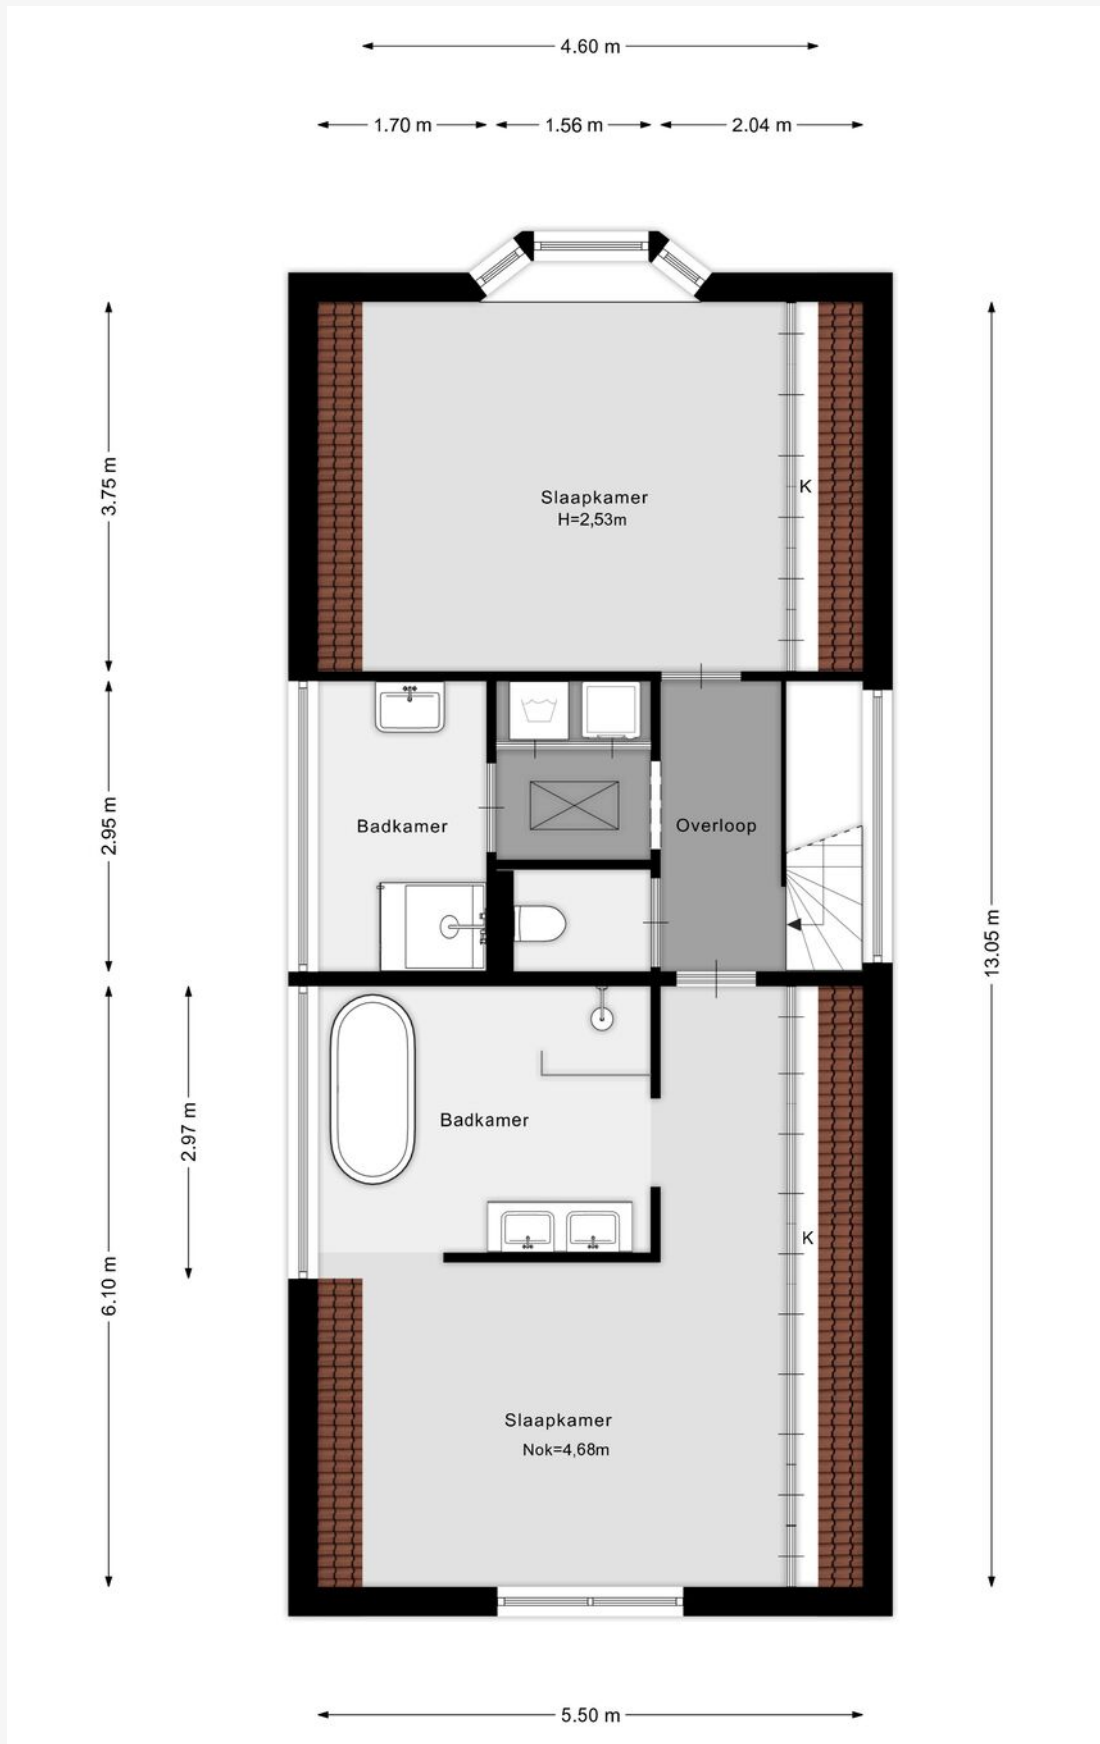 4.60 m
1.70 m
1.56 m
2.04 m
3.75 m
Slaapkamer
H=2,53m
K
2.95 m
Badkamer
Overloop
13.05 m
2.97 m
Badkamer
6.10 m
K
Slaapkamer
Nok=4,68m
5.50 m